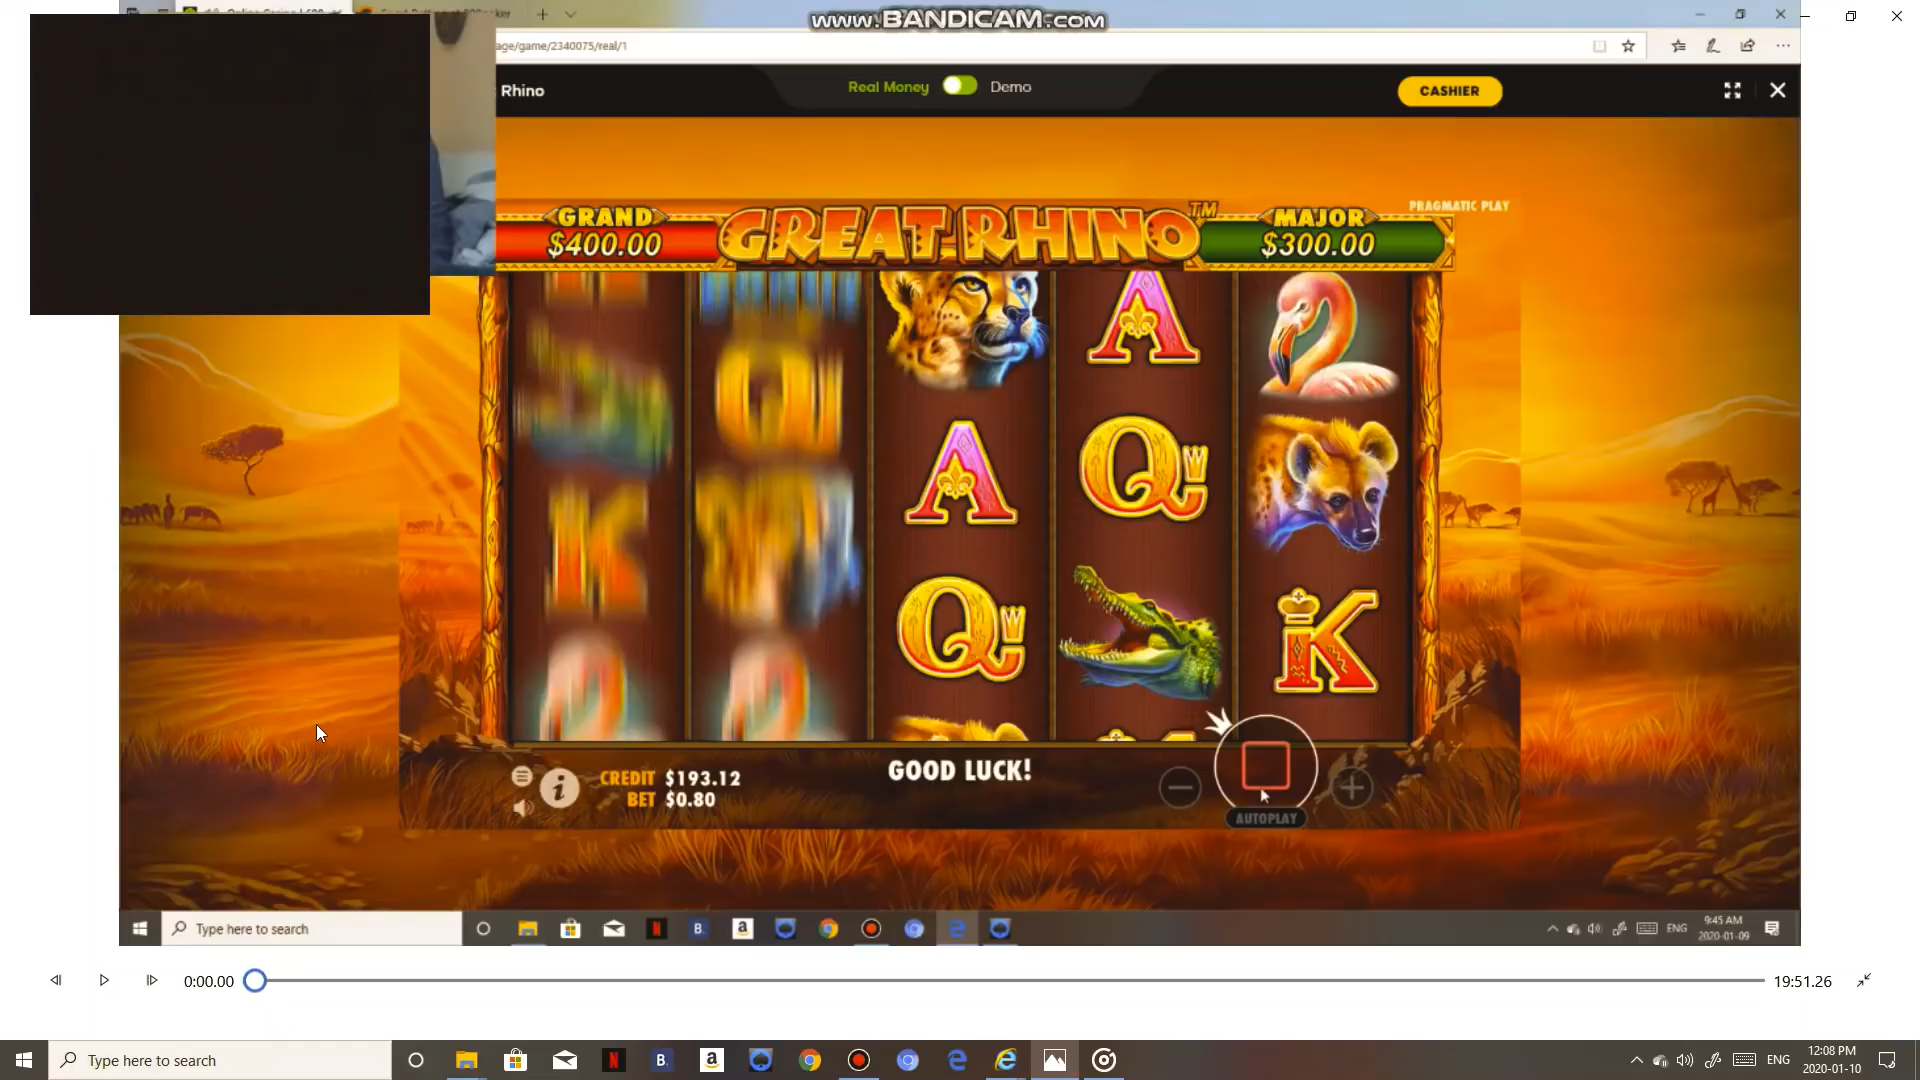 www.BANDICAM.com
age/game/2340075/real/1
Rhino
Real Money Demo
CASHIER
GRAND
$400.00
GREAT RHINO™
MAJOR
$300.00
PRAGMATIC PLAY
A
K
Q
A
Q
Q
K
GOOD LUCK!
CREDIT $193.12
BET $0.80
AUTOPLAY
Type here to search
B.
a
ENG
9:45 AM
2020-01-09
0:00.00
19:51.26
Type here to search
B.
a
ENG
12:08 PM
2020-01-10